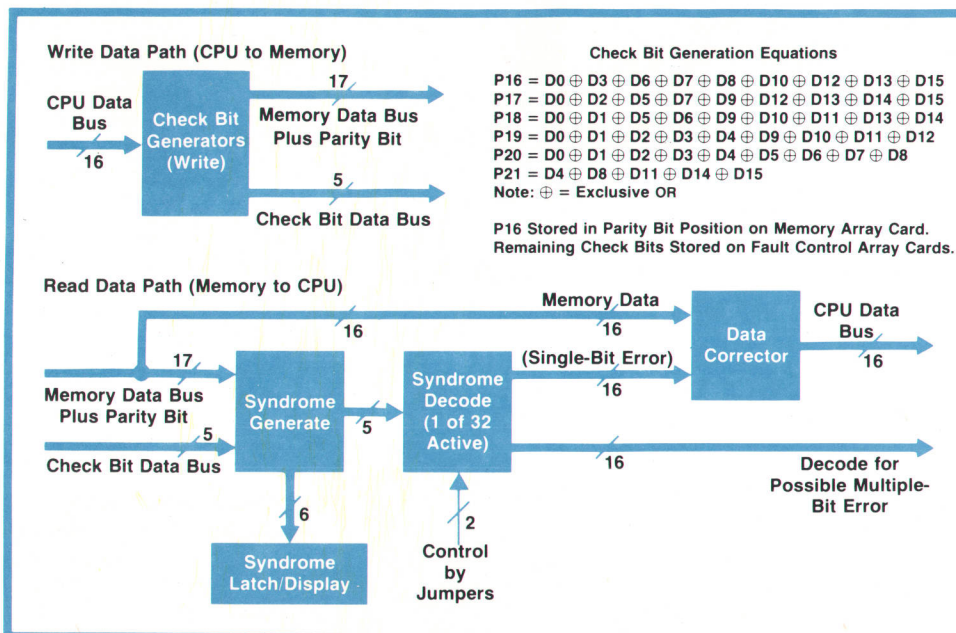 Write Data Path (CPU to Memory)
CPU Data
Bus
16
Check Bit
Generators
(Write)
17
Memory Data Bus
Plus Parity Bit
5
Check Bit Data Bus
Check Bit Generation Equations
P16 = D0 ⊕ D3 ⊕ D6 ⊕ D7 ⊕ D8 ⊕ D10 ⊕ D12 ⊕ D13 ⊕ D15
P17 = D0 ⊕ D2 ⊕ D5 ⊕ D7 ⊕ D9 ⊕ D12 ⊕ D13 ⊕ D14 ⊕ D15
P18 = D0 ⊕ D1 ⊕ D5 ⊕ D6 ⊕ D9 ⊕ D10 ⊕ D11 ⊕ D13 ⊕ D14
P19 = D0 ⊕ D1 ⊕ D2 ⊕ D3 ⊕ D4 ⊕ D9 ⊕ D10 ⊕ D11 ⊕ D12
P20 = D0 ⊕ D1 ⊕ D2 ⊕ D3 ⊕ D4 ⊕ D5 ⊕ D6 ⊕ D7 ⊕ D8
P21 = D4 ⊕ D8 ⊕ D11 ⊕ D14 ⊕ D15
Note: ⊕ = Exclusive OR
P16 Stored in Parity Bit Position on Memory Array Card.
Remaining Check Bits Stored on Fault Control Array Cards.
Read Data Path (Memory to CPU)
16
Memory Data
16
Data
Corrector
CPU Data
Bus
16
17
Memory Data Bus
Plus Parity Bit
5
Check Bit Data Bus
Syndrome
Generate
5
Syndrome
Decode
(1 of 32
Active)
(Single-Bit Error)
16
16
Decode for
Possible Multiple-
Bit Error
6
Syndrome
Latch/Display
2
Control
by
Jumpers